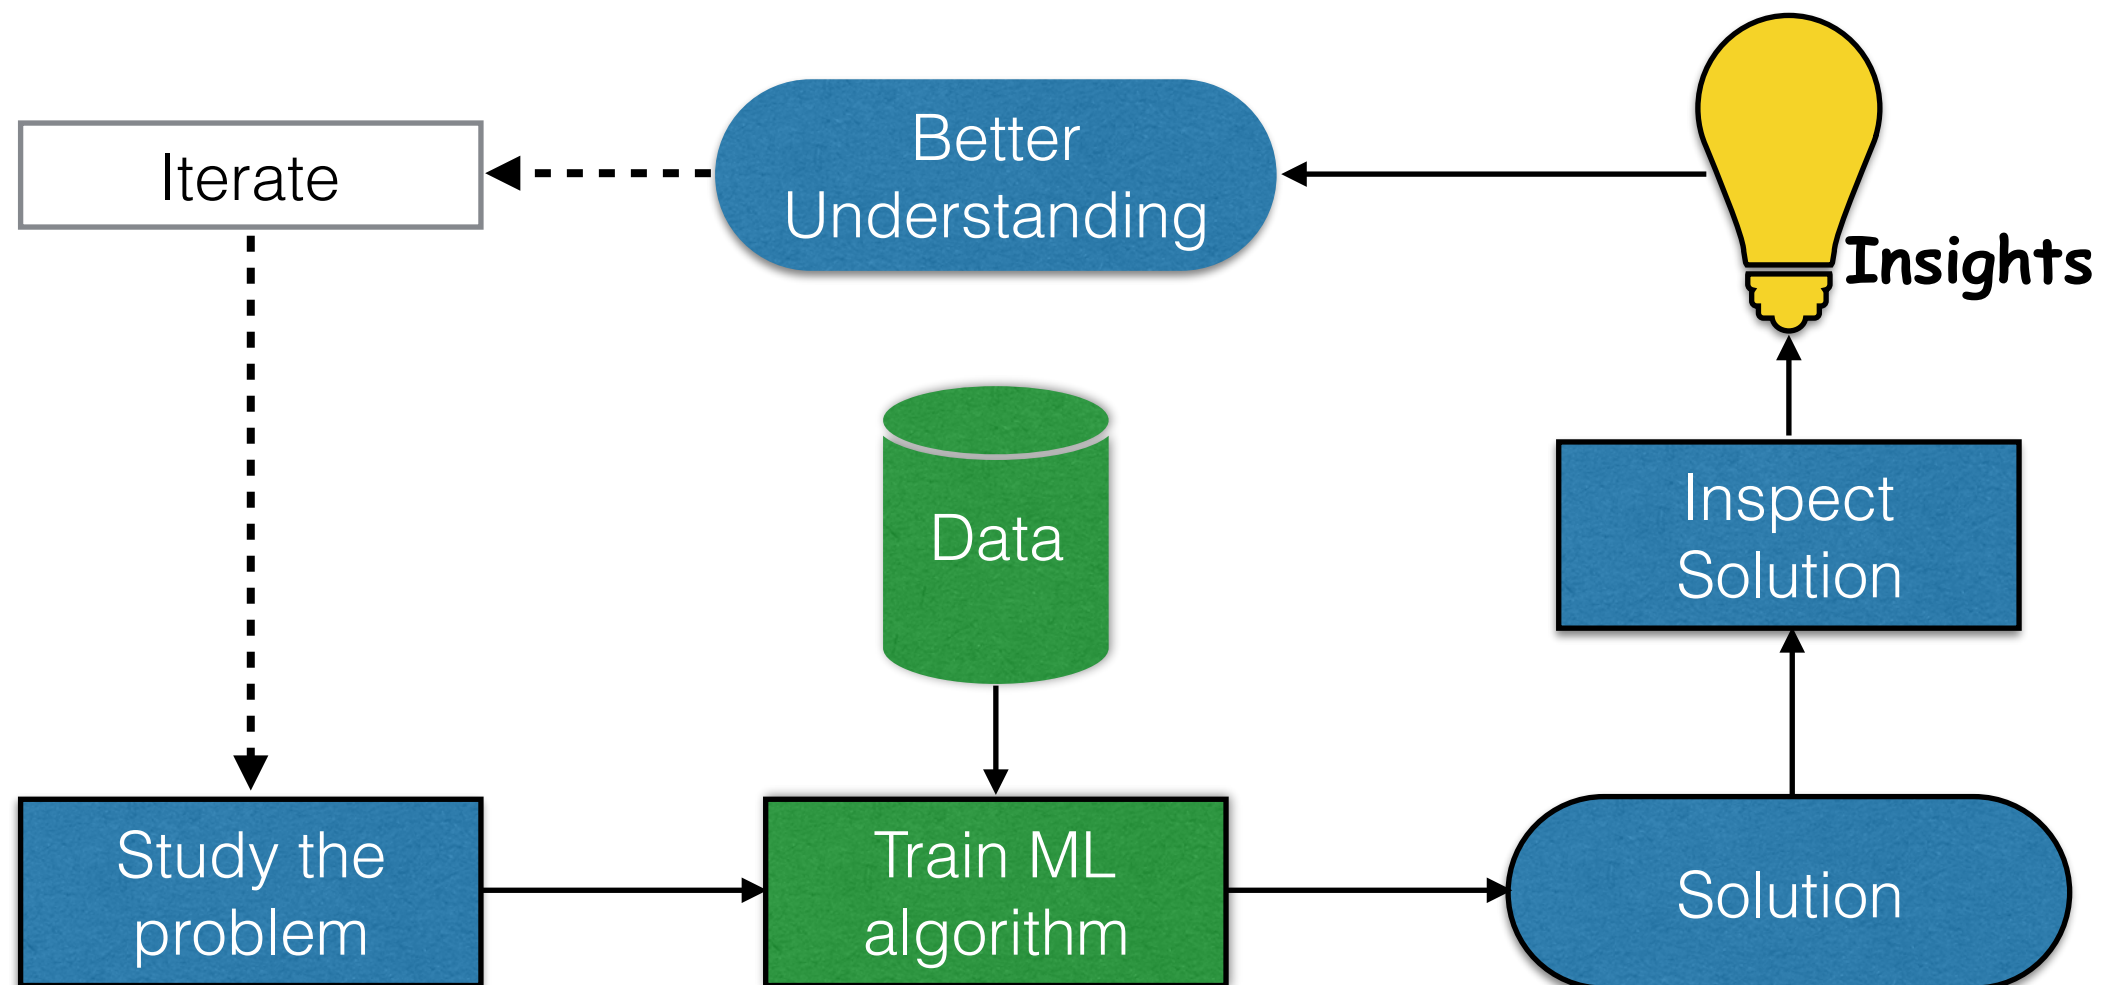 Iterate
Better
Understanding
Insights
Data
Inspect
Solution
Study the
problem
Train ML
algorithm
Solution